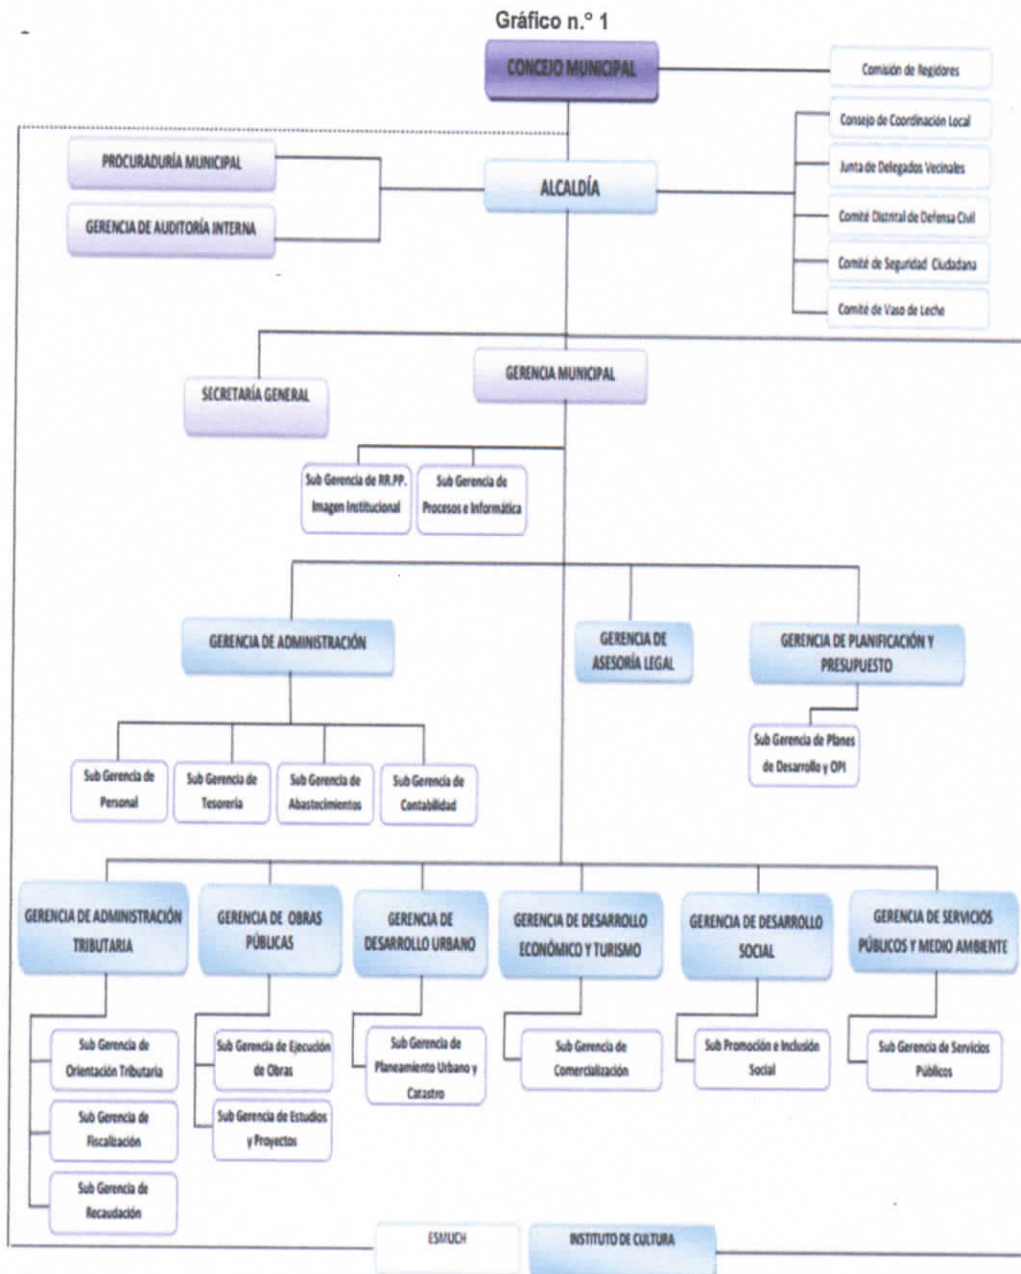 Gráfico n.° 1
CONCEJO MUNICIPAL
Comisión de Regidores
Consejo de Coordinación Local
PROCURADURÍA MUNICIPAL
Junta de Delegados Vecinales
ALCALDÍA
GERENCIA DE AUDITORÍA INTERNA
Comité Distrital de Defensa Civil
Comité de Seguridad Ciudadana
Comité de Vaso de Leche
SECRETARÍA GENERAL
GERENCIA MUNICIPAL
Sub Gerencia de RR.PP.
Imagen Institucional
Sub Gerencia de
Procesos e Informática
GERENCIA DE ADMINISTRACIÓN
GERENCIA DE
ASESORÍA LEGAL
GERENCIA DE PLANIFICACIÓN Y
PRESUPUESTO
Sub Gerencia de Planes
de Desarrollo y OPI
Sub Gerencia de
Personal
Sub Gerencia de
Tesorería
Sub Gerencia de
Abastecimientos
Sub Gerencia de
Contabilidad
GERENCIA DE ADMINISTRACIÓN
TRIBUTARIA
GERENCIA DE OBRAS
PÚBLICAS
GERENCIA DE
DESARROLLO URBANO
GERENCIA DE DESARROLLO
ECONÓMICO Y TURISMO
GERENCIA DE DESARROLLO
SOCIAL
GERENCIA DE SERVICIOS
PÚBLICOS Y MEDIO AMBIENTE
Sub Gerencia de
Orientación Tributaria
Sub Gerencia de
Fiscalización
Sub Gerencia de
Recaudación
Sub Gerencia de Ejecución
de Obras
Sub Gerencia de Estudios
y Proyectos
Sub Gerencia de
Planeamiento Urbano y
Catastro
Sub Gerencia de
Comercialización
Sub Promoción e Inclusión
Social
Sub Gerencia de Servicios
Públicos
ESMUCH
INSTITUTO DE CULTURA